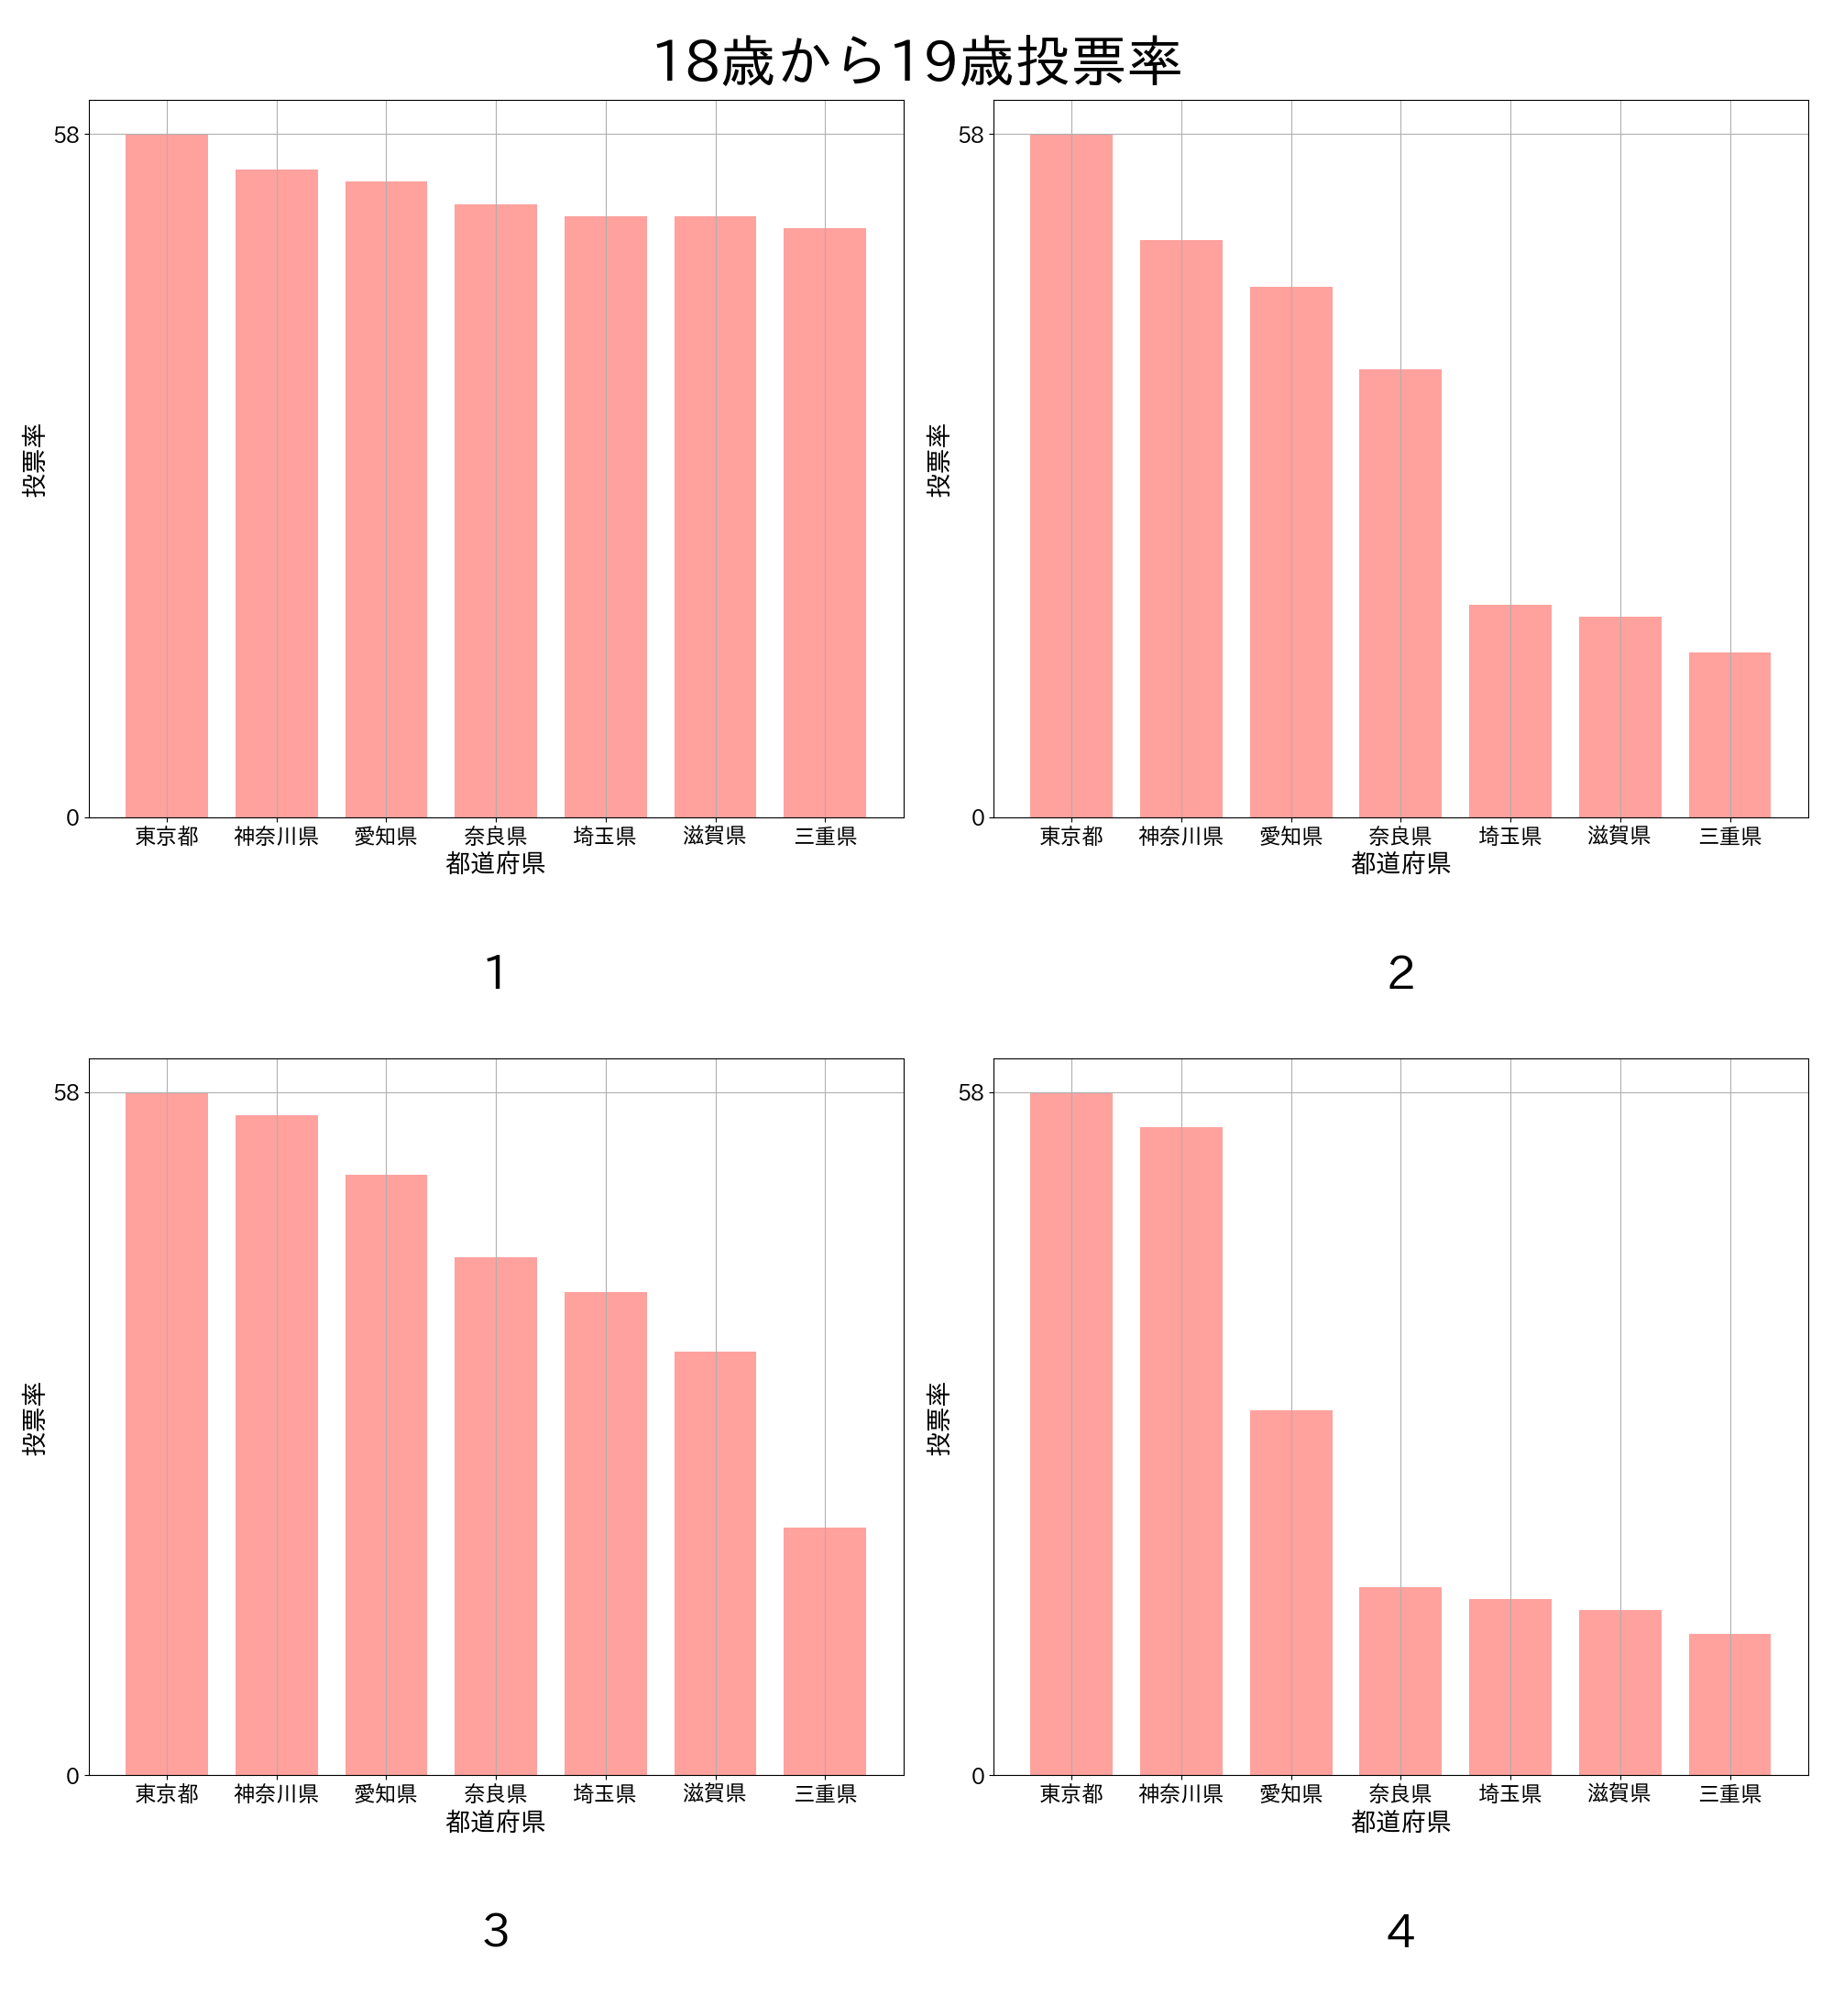 18歳から19歳投票率
58
0
投票率
東京都 神奈川県 愛知県 奈良県 埼玉県 滋賀県 三重県
都道府県
1
58
0
投票率
東京都 神奈川県 愛知県 奈良県 埼玉県 滋賀県 三重県
都道府県
2
58
0
投票率
東京都 神奈川県 愛知県 奈良県 埼玉県 滋賀県 三重県
都道府県
3
58
0
投票率
東京都 神奈川県 愛知県 奈良県 埼玉県 滋賀県 三重県
都道府県
4